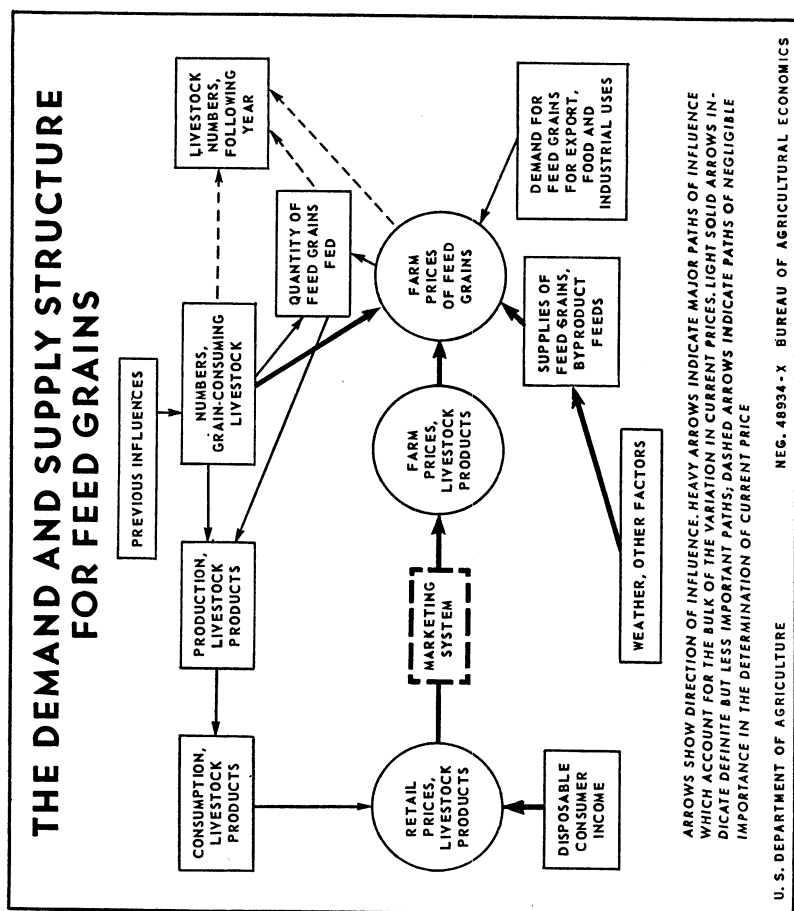 THE DEMAND AND SUPPLY STRUCTURE
FOR FEED GRAINS
PREVIOUS INFLUENCES
CONSUMPTION,
LIVESTOCK
PRODUCTS
PRODUCTION,
LIVESTOCK
PRODUCTS
NUMBERS,
GRAIN-CONSUMING
LIVESTOCK
LIVESTOCK
NUMBERS,
FOLLOWING
YEAR
QUANTITY OF
FEED GRAINS
FED
RETAIL
PRICES,
LIVESTOCK
PRODUCTS
MARKETING
SYSTEM
FARM
PRICES,
LIVESTOCK
PRODUCTS
FARM
PRICES
OF FEED
GRAINS
DISPOSABLE
CONSUMER
INCOME
WEATHER, OTHER FACTORS
SUPPLIES OF
FEED GRAINS,
BYPRODUCT
FEEDS
DEMAND FOR
FEED GRAINS
FOR EXPORT,
FOOD AND
INDUSTRIAL USES
ARROWS SHOW DIRECTION OF INFLUENCE. HEAVY ARROWS INDICATE MAJOR PATHS OF INFLUENCE
WHICH ACCOUNT FOR THE BULK OF THE VARIATION IN CURRENT PRICES. LIGHT SOLID ARROWS IN-
DICATE DEFINITE BUT LESS IMPORTANT PATHS; DASHED ARROWS INDICATE PATHS OF NEGLIGIBLE
IMPORTANCE IN THE DETERMINATION OF CURRENT PRICE
U. S. DEPARTMENT OF AGRICULTURE NEG. 48934-X BUREAU OF AGRICULTURAL ECONOMICS